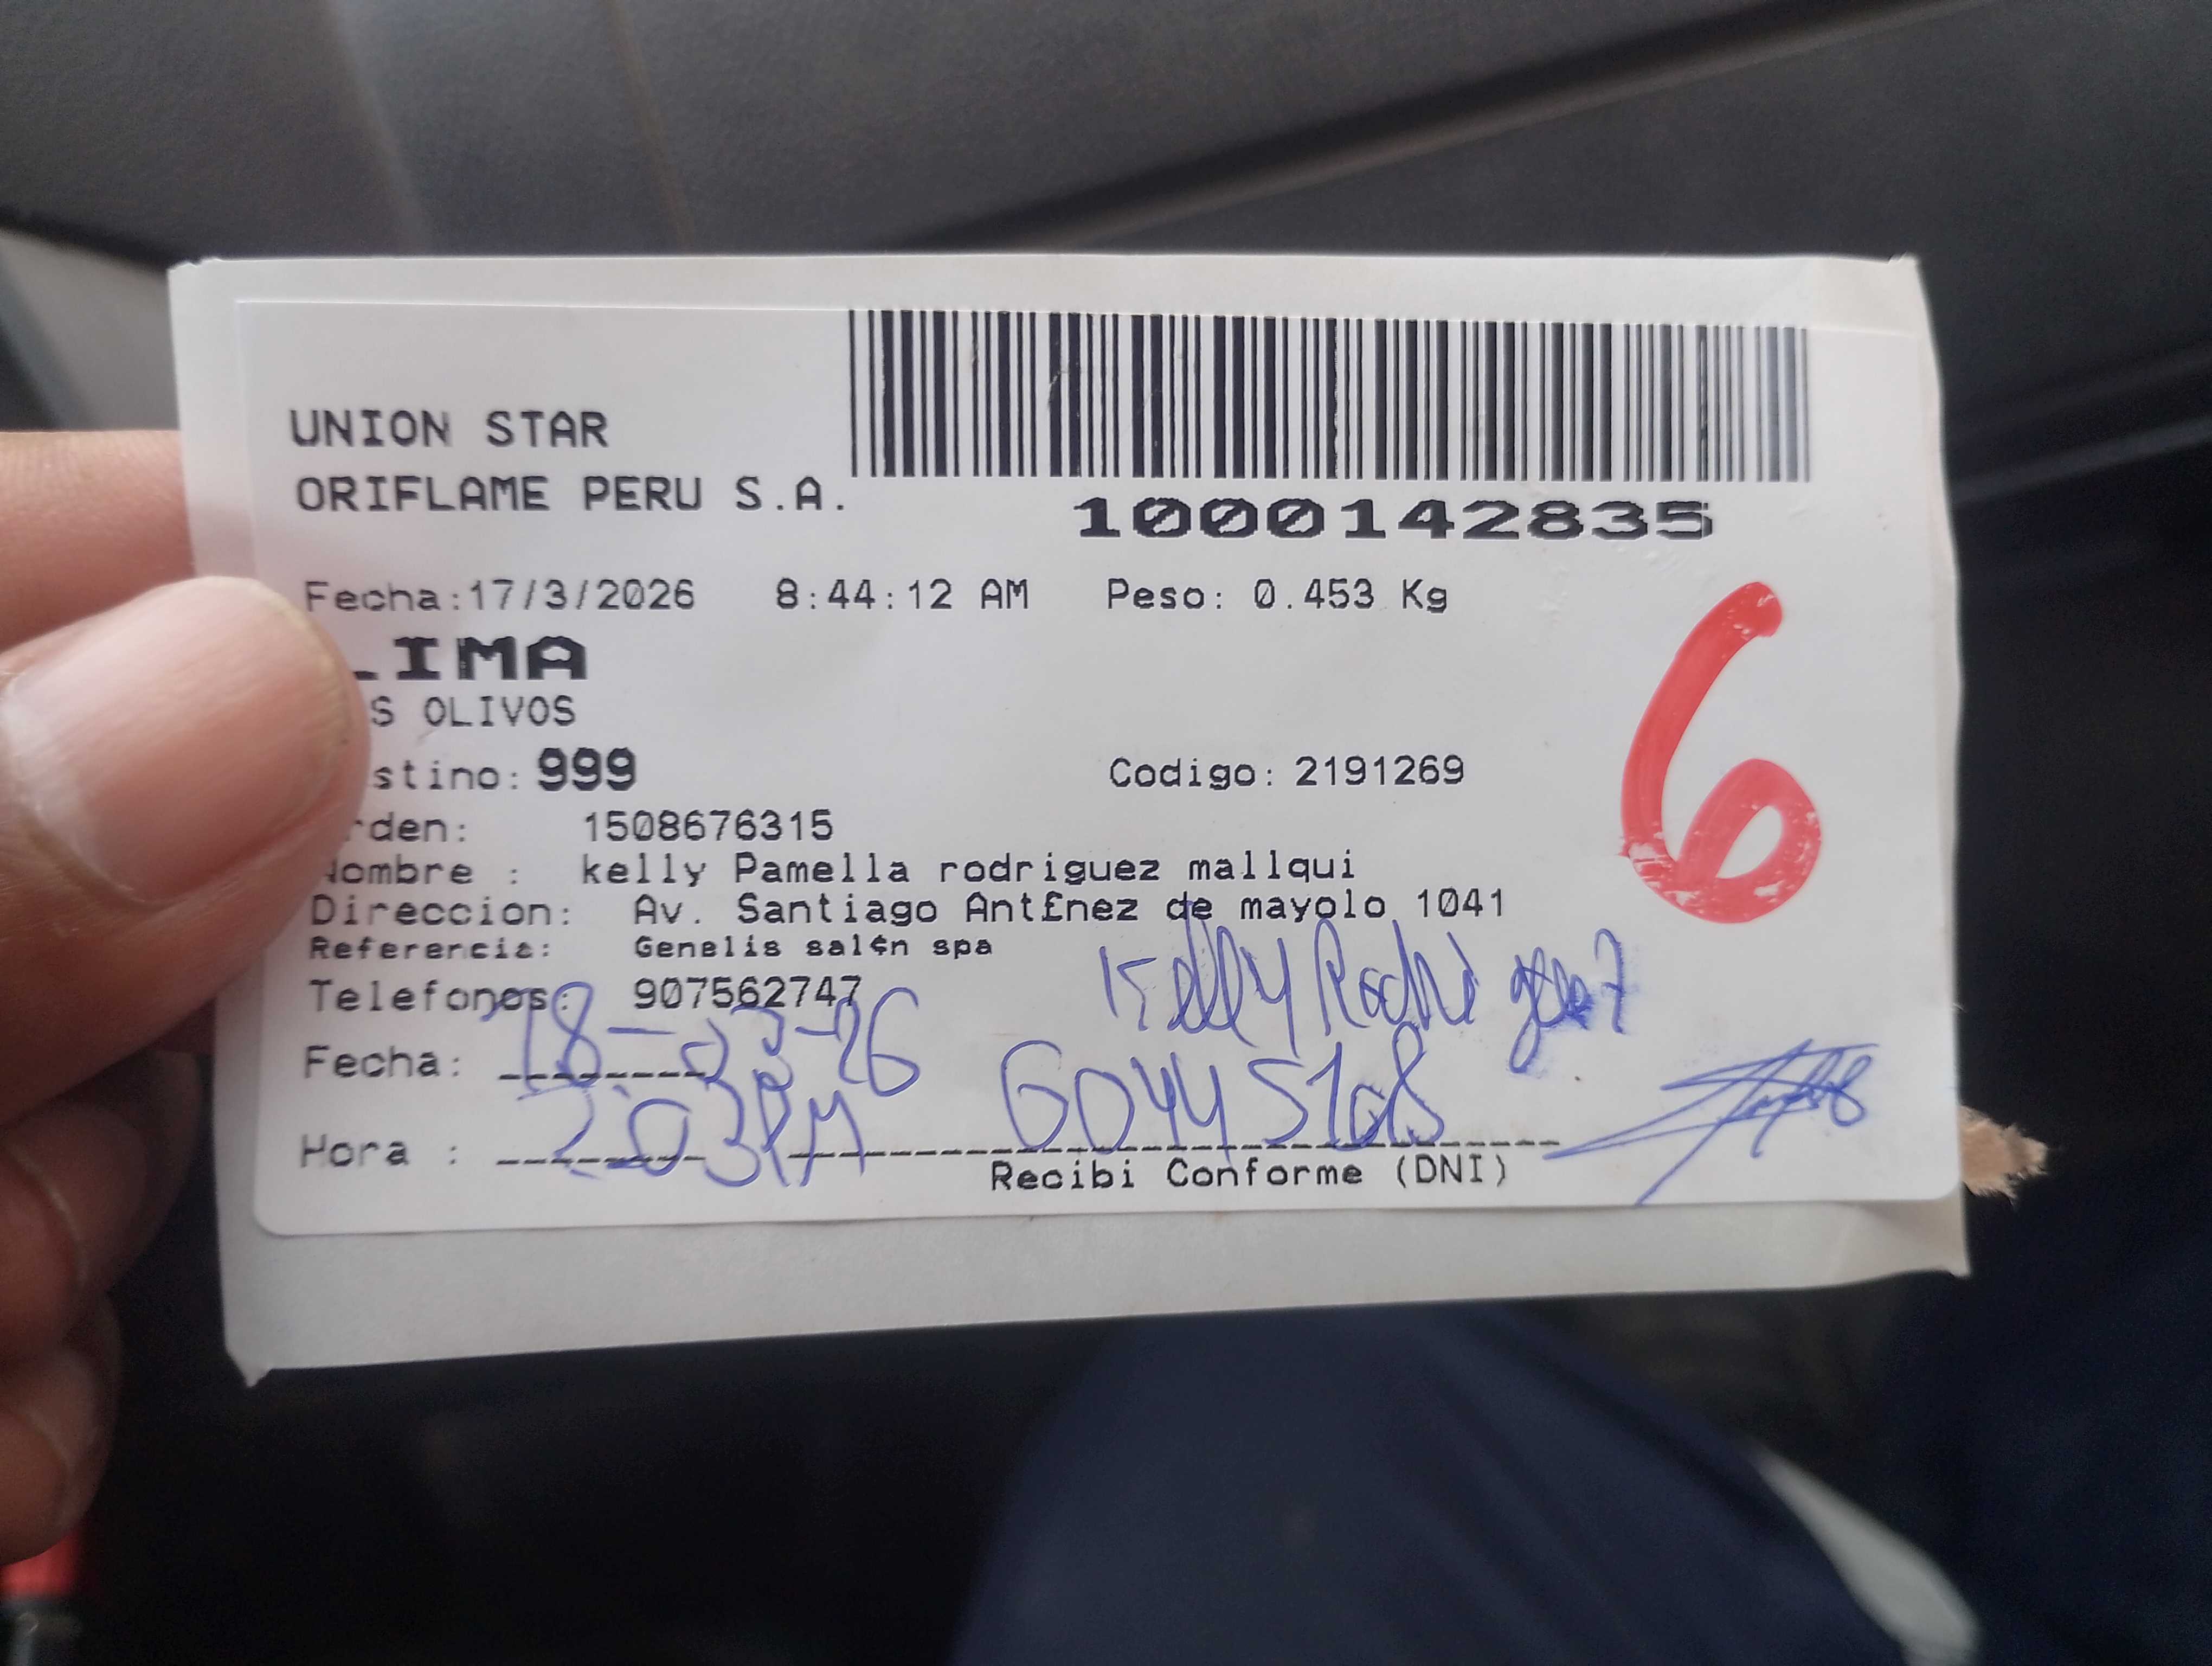 UNION STAR
ORIFLAME PERU S.A.
1000142835
Fecha:17/3/2026 8:44:12 AM Peso: 0.453 Kg
LIMA
S OLIVOS
6
stino: 999 Codigo: 2191269
rden: 1508676315
Nombre : kelly Pamella rodriguez mallqui
Direccion: Av. Santiago Ant£nez de mayolo 1041
Referencia: Genelis sal¢n spa
Telefonos: 907562747
Kelly Rodriguez
Fecha: 18-03-26
Hora : 2:03PM
Recibi Conforme (DNI)